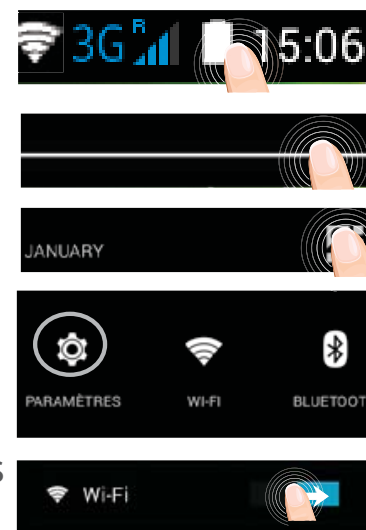 3G R 15:06
JANUARY
PARAMÈTRES WI-FI BLUETOOT
S
Wi-Fi